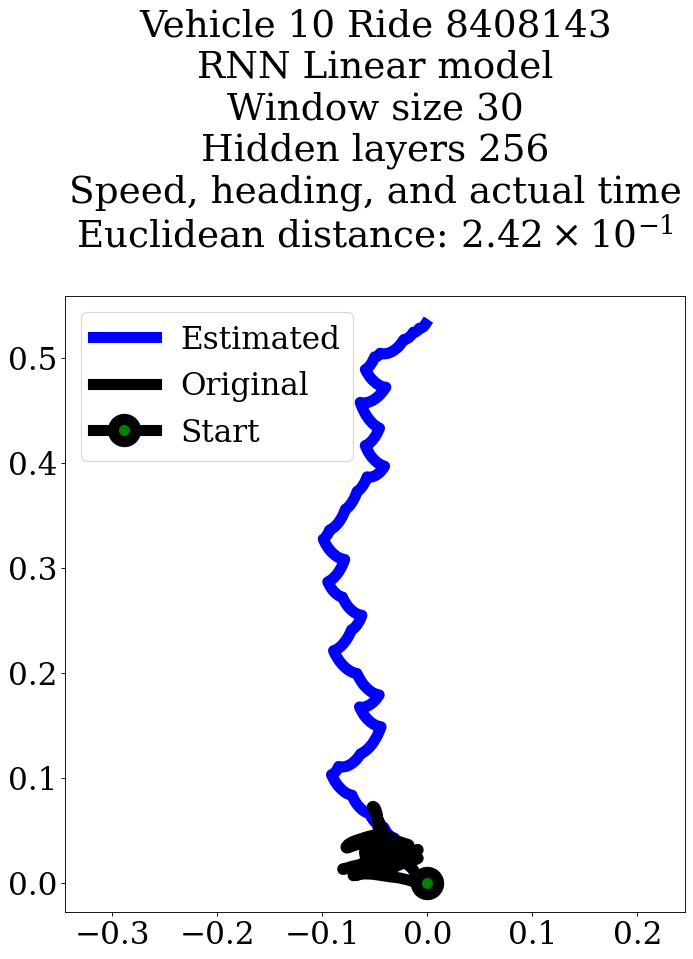 Vehicle 10 Ride 8408143
RNN Linear model
Window size 30
Hidden layers 256
Speed, heading, and actual time
Euclidean distance: 2.42 × 10⁻¹
Estimated
Original
Start
0.5
0.4
0.3
0.2
0.1
0.0
−0.3 −0.2 −0.1 0.0 0.1 0.2